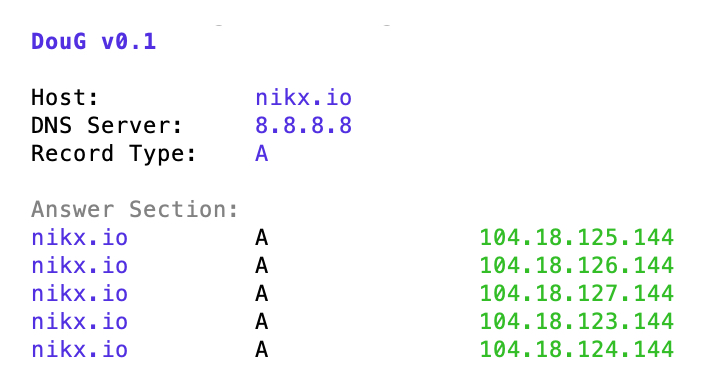 DouG v0.1
Host: nikx.io
DNS Server: 8.8.8.8
Record Type: A
Answer Section:
nikx.io A 104.18.125.144
nikx.io A 104.18.126.144
nikx.io A 104.18.127.144
nikx.io A 104.18.123.144
nikx.io A 104.18.124.144